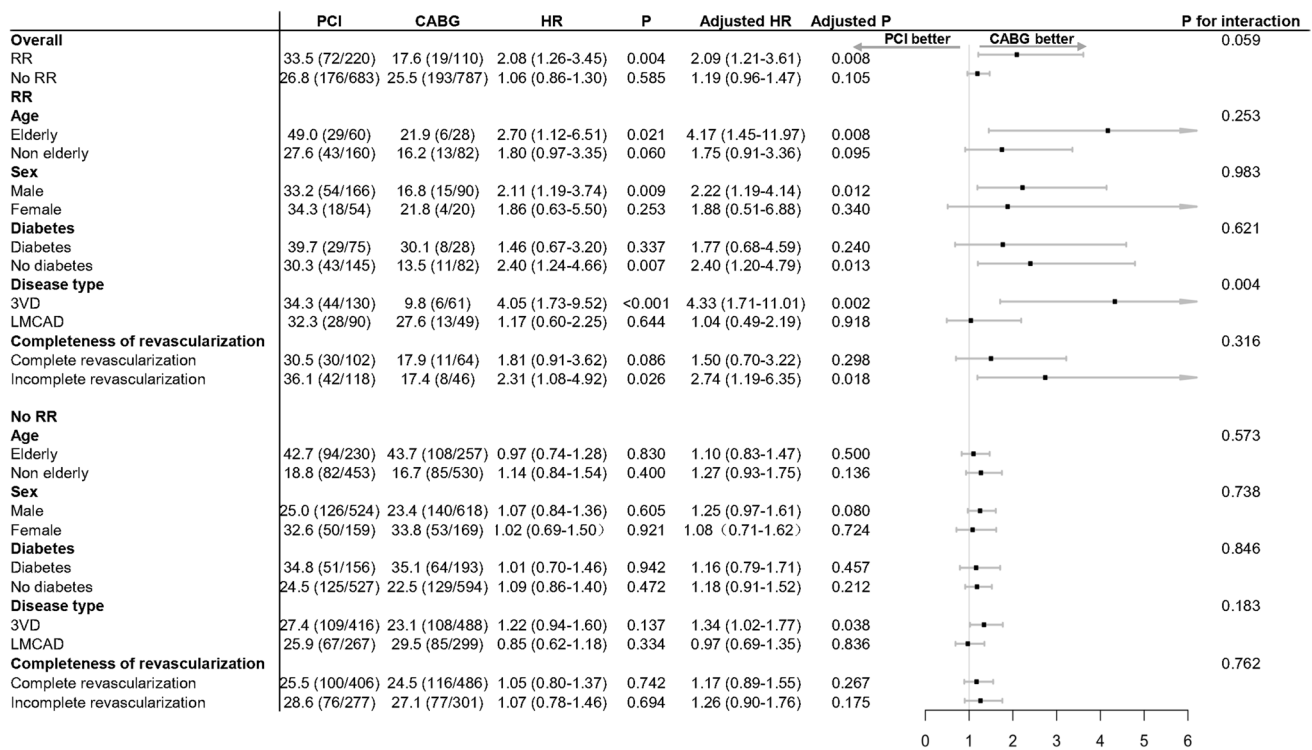 PCI CABG HR P Adjusted HR Adjusted P P for interaction
Overall PCI better CABG better 0.059
RR 33.5 (72/220) 17.6 (19/110) 2.08 (1.26-3.45) 0.004 2.09 (1.21-3.61) 0.008
No RR 26.8 (176/683) 25.5 (193/787) 1.06 (0.86-1.30) 0.585 1.19 (0.96-1.47) 0.105
RR
Age 0.253
Elderly 49.0 (29/60) 21.9 (6/28) 2.70 (1.12-6.51) 0.021 4.17 (1.45-11.97) 0.008
Non elderly 27.6 (43/160) 16.2 (13/82) 1.80 (0.97-3.35) 0.060 1.75 (0.91-3.36) 0.095
Sex 0.983
Male 33.2 (54/166) 16.8 (15/90) 2.11 (1.19-3.74) 0.009 2.22 (1.19-4.14) 0.012
Female 34.3 (18/54) 21.8 (4/20) 1.86 (0.63-5.50) 0.253 1.88 (0.51-6.88) 0.340
Diabetes 0.621
Diabetes 39.7 (29/75) 30.1 (8/28) 1.46 (0.67-3.20) 0.337 1.77 (0.68-4.59) 0.240
No diabetes 30.3 (43/145) 13.5 (11/82) 2.40 (1.24-4.66) 0.007 2.40 (1.20-4.79) 0.013
Disease type 0.004
3VD 34.3 (44/130) 9.8 (6/61) 4.05 (1.73-9.52) <0.001 4.33 (1.71-11.01) 0.002
LMCAD 32.3 (28/90) 27.6 (13/49) 1.17 (0.60-2.25) 0.644 1.04 (0.49-2.19) 0.918
Completeness of revascularization 0.316
Complete revascularization 30.5 (30/102) 17.9 (11/64) 1.81 (0.91-3.62) 0.086 1.50 (0.70-3.22) 0.298
Incomplete revascularization 36.1 (42/118) 17.4 (8/46) 2.31 (1.08-4.92) 0.026 2.74 (1.19-6.35) 0.018
No RR
Age 0.573
Elderly 42.7 (94/230) 43.7 (108/257) 0.97 (0.74-1.28) 0.830 1.10 (0.83-1.47) 0.500
Non elderly 18.8 (82/453) 16.7 (85/530) 1.14 (0.84-1.54) 0.400 1.27 (0.93-1.75) 0.136
Sex 0.738
Male 25.0 (126/524) 23.4 (140/618) 1.07 (0.84-1.36) 0.605 1.25 (0.97-1.61) 0.080
Female 32.6 (50/159) 33.8 (53/169) 1.02 (0.69-1.50） 0.921 1.08（0.71-1.62） 0.724
Diabetes 0.846
Diabetes 34.8 (51/156) 35.1 (64/193) 1.01 (0.70-1.46) 0.942 1.16 (0.79-1.71) 0.457
No diabetes 24.5 (125/527) 22.5 (129/594) 1.09 (0.86-1.40) 0.472 1.18 (0.91-1.52) 0.212
Disease type 0.183
3VD 27.4 (109/416) 23.1 (108/488) 1.22 (0.94-1.60) 0.137 1.34 (1.02-1.77) 0.038
LMCAD 25.9 (67/267) 29.5 (85/299) 0.85 (0.62-1.18) 0.334 0.97 (0.69-1.35) 0.836
Completeness of revascularization 0.762
Complete revascularization 25.5 (100/406) 24.5 (116/486) 1.05 (0.80-1.37) 0.742 1.17 (0.89-1.55) 0.267
Incomplete revascularization 28.6 (76/277) 27.1 (77/301) 1.07 (0.78-1.46) 0.694 1.26 (0.90-1.76) 0.175
0 1 2 3 4 5 6